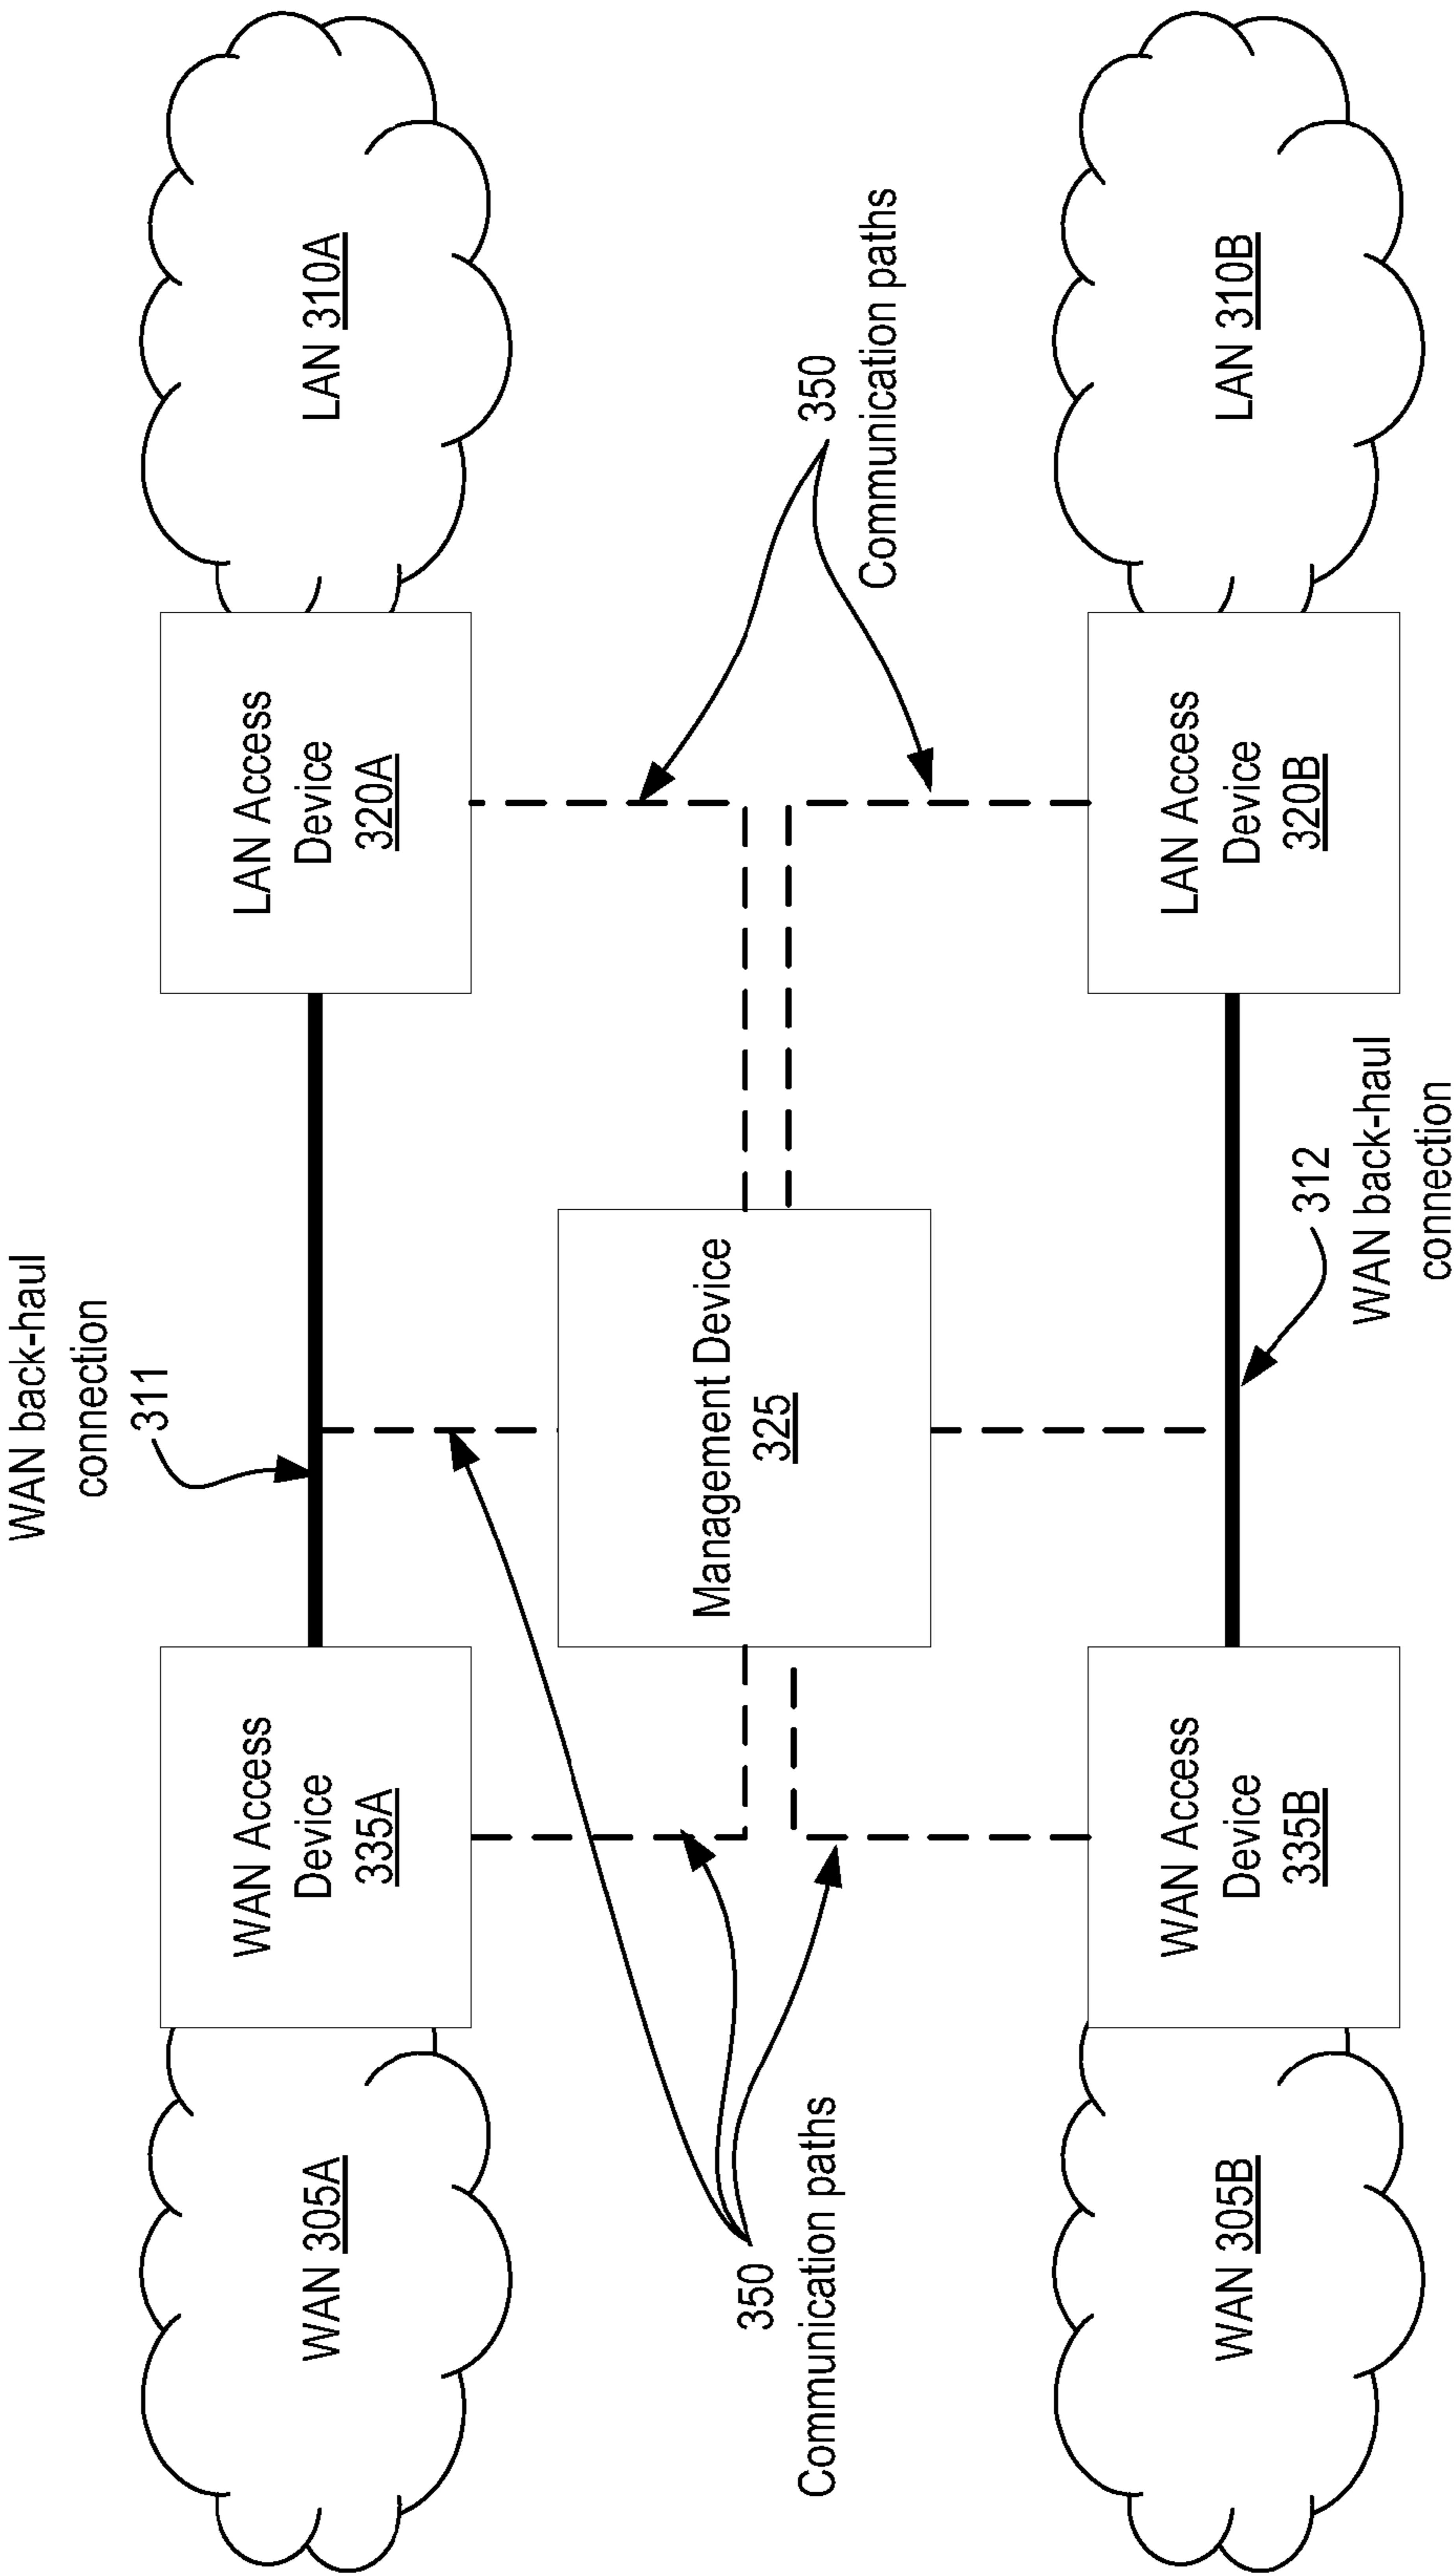 WAN back-haul
connection
311
WAN 305A
WAN Access
Device
335A
LAN Access
Device
320A
LAN 310A
350
Communication paths
Management Device
325
350
Communication paths
WAN 305B
WAN Access
Device
335B
LAN Access
Device
320B
LAN 310B
312
WAN back-haul
connection